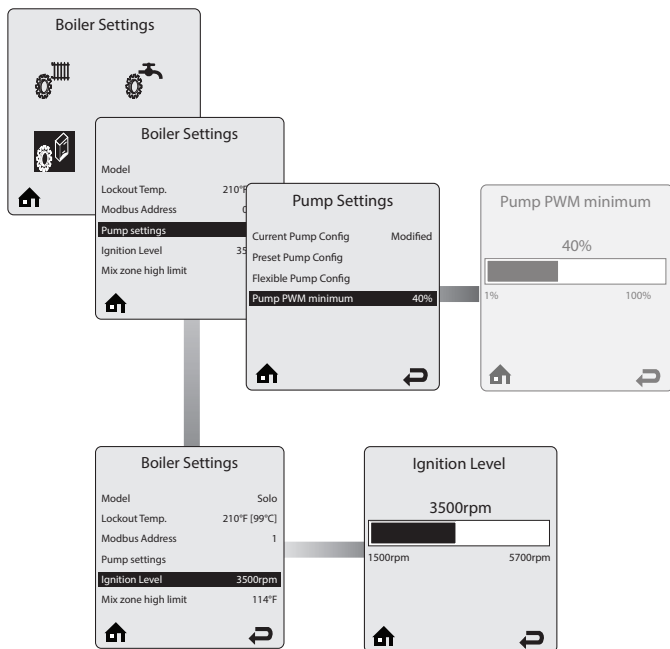 Boiler Settings
Boiler Settings
Model
Lockout Temp. 210°F
Modbus Address
Pump settings
Ignition Level
Mix zone high limit
Pump Settings
Current Pump Config Modified
Preset Pump Config
Flexible Pump Config
Pump PWM minimum 40%
Pump PWM minimum
40%
1% 100%
Boiler Settings
Model Solo
Lockout Temp. 210°F [99°C]
Modbus Address 1
Pump settings
Ignition Level 3500rpm
Mix zone high limit 114°F
Ignition Level
3500rpm
1500rpm 5700rpm